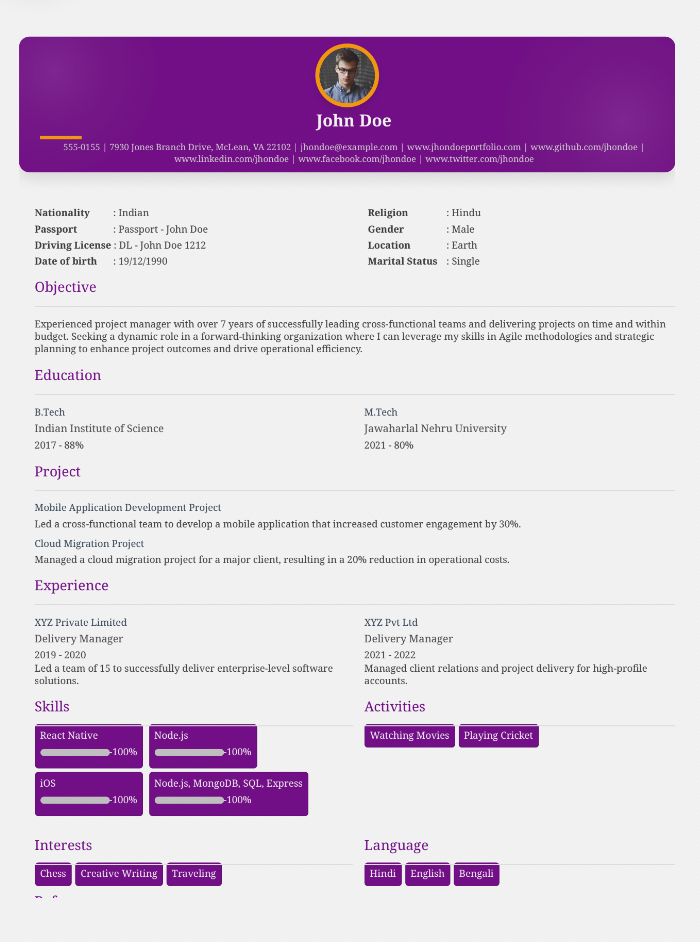 John Doe
555-0155 | 7930 Jones Branch Drive, McLean, VA 22102 | jhondoe@example.com | www.jhondoeportfolio.com | www.github.com/jhondoe |
www.linkedin.com/jhondoe | www.facebook.com/jhondoe | www.twitter.com/jhondoe
Nationality : Indian
Passport : Passport - John Doe
Driving License : DL - John Doe 1212
Date of birth : 19/12/1990
Religion : Hindu
Gender : Male
Location : Earth
Marital Status : Single
Objective
Experienced project manager with over 7 years of successfully leading cross-functional teams and delivering projects on time and within
budget. Seeking a dynamic role in a forward-thinking organization where I can leverage my skills in Agile methodologies and strategic
planning to enhance project outcomes and drive operational efficiency.
Education
B.Tech
Indian Institute of Science
2017 - 88%
M.Tech
Jawaharlal Nehru University
2021 - 80%
Project
Mobile Application Development Project
Led a cross-functional team to develop a mobile application that increased customer engagement by 30%.
Cloud Migration Project
Managed a cloud migration project for a major client, resulting in a 20% reduction in operational costs.
Experience
XYZ Private Limited
Delivery Manager
2019 - 2020
Led a team of 15 to successfully deliver enterprise-level software
solutions.
XYZ Pvt Ltd
Delivery Manager
2021 - 2022
Managed client relations and project delivery for high-profile
accounts.
Skills
React Native
-100%
Node.js
-100%
iOS
-100%
Node.js, MongoDB, SQL, Express
-100%
Activities
Watching Movies
Playing Cricket
Interests
Chess
Creative Writing
Traveling
Language
Hindi
English
Bengali